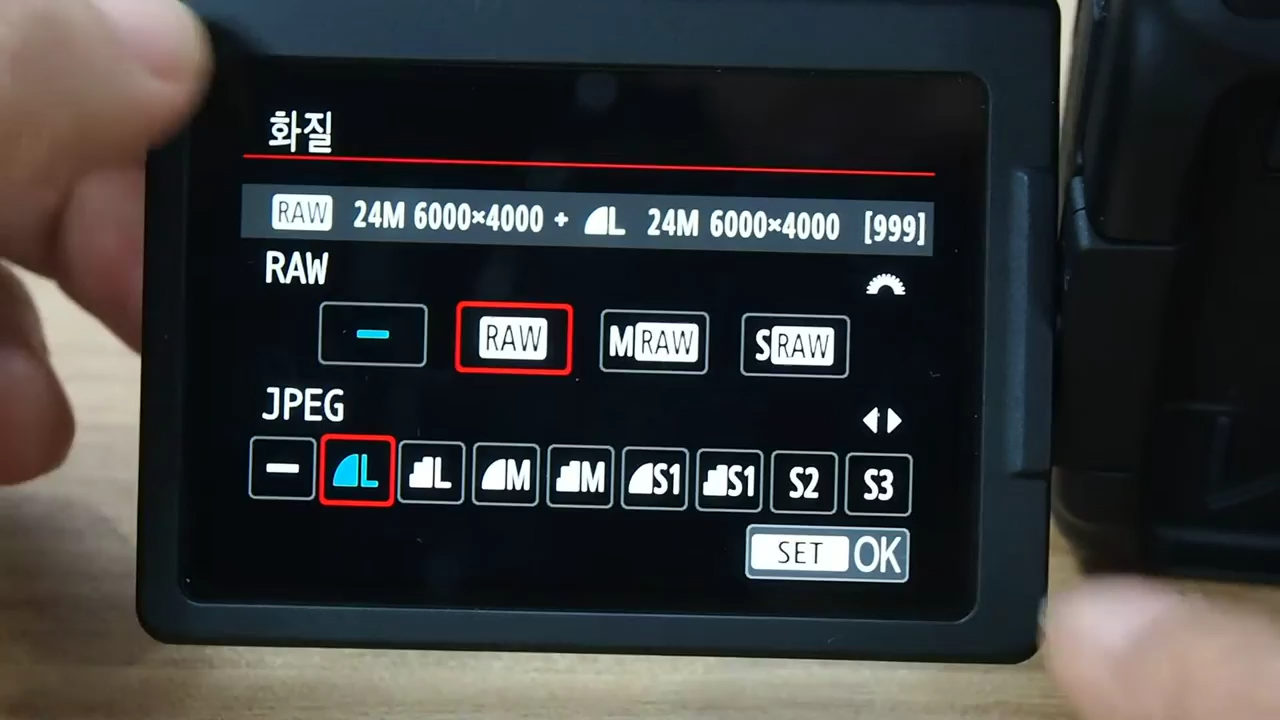 화질
RAW 24M 6000×4000 + L 24M 6000×4000 [999]
RAW
RAW MRAW SRAW
JPEG
L L M M S1 S1 S2 S3
SET OK